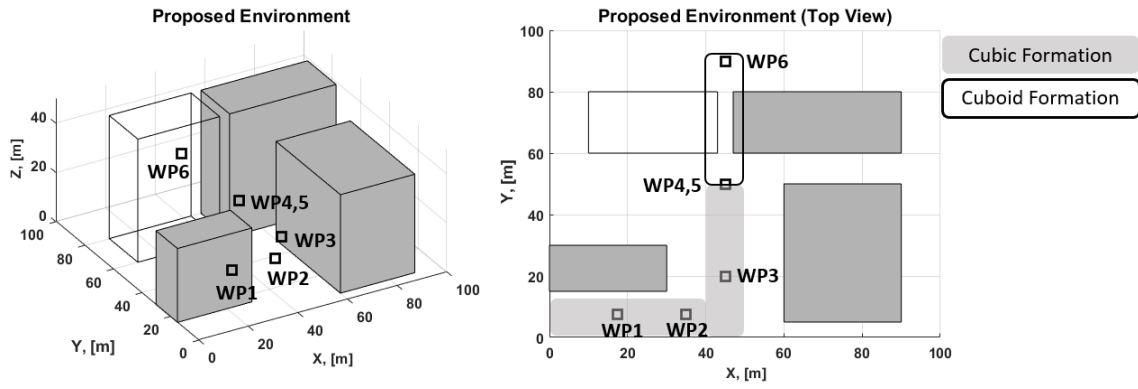 Proposed Environment
Z, [m]
40
20
0
100
80
60
40
20
0
Y, [m]
0
20
40
60
80
100
X, [m]
WP6
WP4,5
WP3
WP2
WP1
Proposed Environment (Top View)
Y, [m]
100
80
60
40
20
0
0
20
40
60
80
100
X, [m]
WP6
WP4,5
WP3
WP1
WP2
Cubic Formation
Cuboid Formation